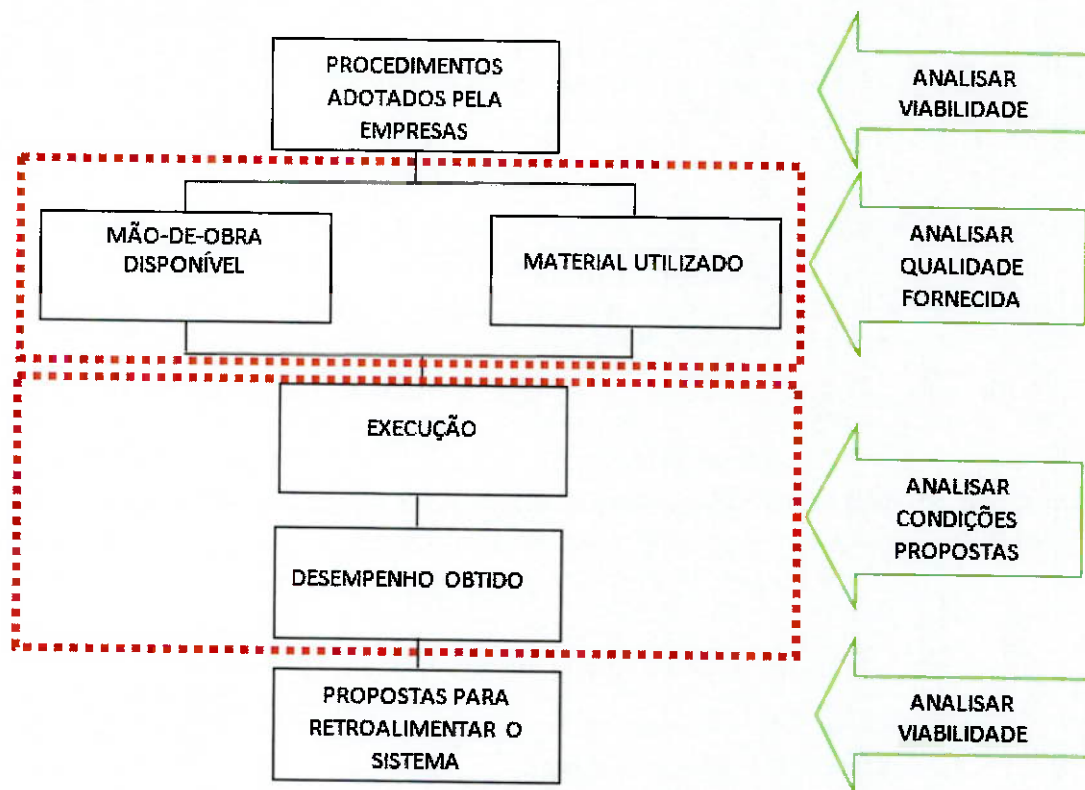 PROCEDIMENTOS
ADOTADOS PELA
EMPRESAS
ANALISAR
VIABILIDADE
MÃO-DE-OBRA
DISPONÍVEL
MATERIAL UTILIZADO
ANALISAR
QUALIDADE
FORNECIDA
EXECUÇÃO
DESEMPENHO OBTIDO
ANALISAR
CONDIÇÕES
PROPOSTAS
PROPOSTAS PARA
RETROALIMENTAR O
SISTEMA
ANALISAR
VIABILIDADE